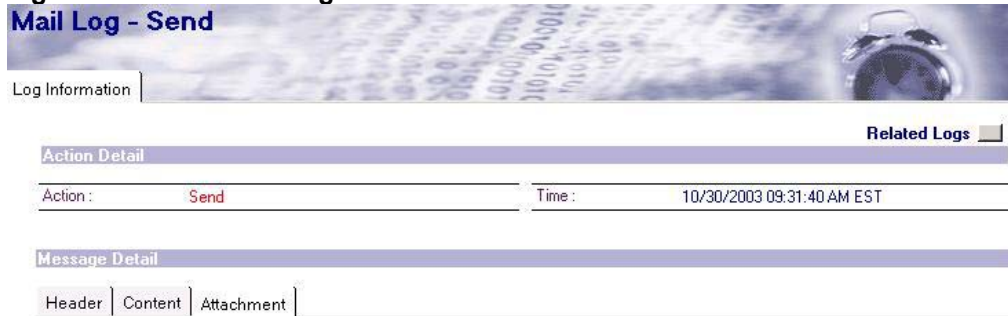 Mail Log - Send
Log Information
Related Logs
Action Detail
Action : Send Time : 10/30/2003 09:31:40 AM EST
Message Detail
Header Content Attachment